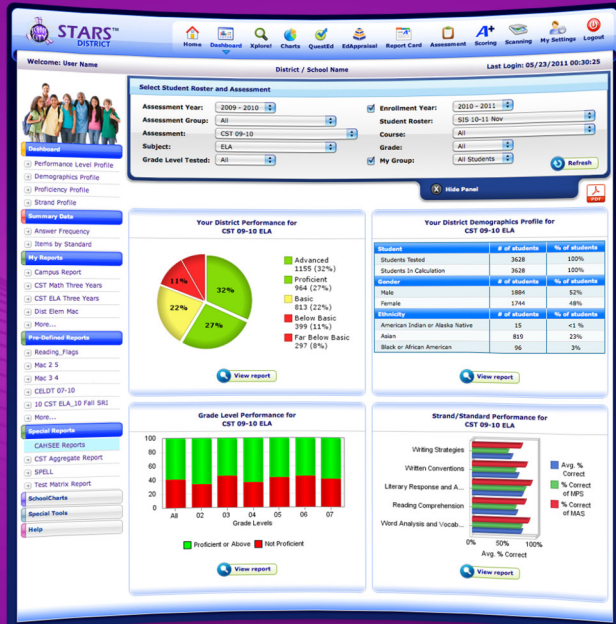 STARS™
DISTRICT
Home
Dashboard
Xplore!
Charts
QuestEd
EdAppraisal
Report Card
Assessment
Scoring
Scanning
My Settings
Logout
Welcome: User Name
District / School Name
Last Login: 05/23/2011 00:30:25
Select Student Roster and Assessment
Assessment Year: 2009 - 2010
Assessment Group: All
Assessment: CST 09-10
Subject: ELA
Grade Level Tested: All
Enrollment Year: 2010 - 2011
Student Roster: SIS 10-11 Nov
Course: All
Grade: All
My Group: All Students
Refresh
Hide Panel
PDF
Dashboard
Performance Level Profile
Demographics Profile
Proficiency Profile
Strand Profile
Summary Data
Answer Frequency
Items by Standard
My Reports
Campus Report
CST Math Three Years
CST ELA Three Years
Dist Elem Mac
More...
Pre-Defined Reports
Reading_Flags
Mac 2 5
Mac 3 4
CELDT 07-10
10 CST ELA_10 Fall SRI
More...
Special Reports
CAHSEE Reports
CST Aggregate Report
SPELL
Test Matrix Report
SchoolCharts
Special Tools
Help
Your District Performance for
CST 09-10 ELA
32%
27%
22%
11%
Advanced
1155 (32%)
Proficient
964 (27%)
Basic
813 (22%)
Below Basic
399 (11%)
Far Below Basic
297 (8%)
View report
Your District Demographics Profile for
CST 09-10 ELA
Student # of students % of students
Students Tested 3628 100%
Students In Calculation 3628 100%
Gender # of students % of students
Male 1884 52%
Female 1744 48%
Ethnicity # of students % of students
American Indian or Alaska Native 15 <1 %
Asian 819 23%
Black or African American 96 3%
View report
Grade Level Performance for
CST 09-10 ELA
100
80
60
40
20
0
All 02 03 04 05 06 07
Grade Levels
Proficient or Above Not Proficient
View report
Strand/Standard Performance for
CST 09-10 ELA
Writing Strategies
Written Conventions
Literary Response and A...
Reading Comprehension
Word Analysis and Vocab...
0% 50% 100%
Avg. % Correct
Avg. %
Correct
% Correct
of MPS
% Correct
of MAS
View report